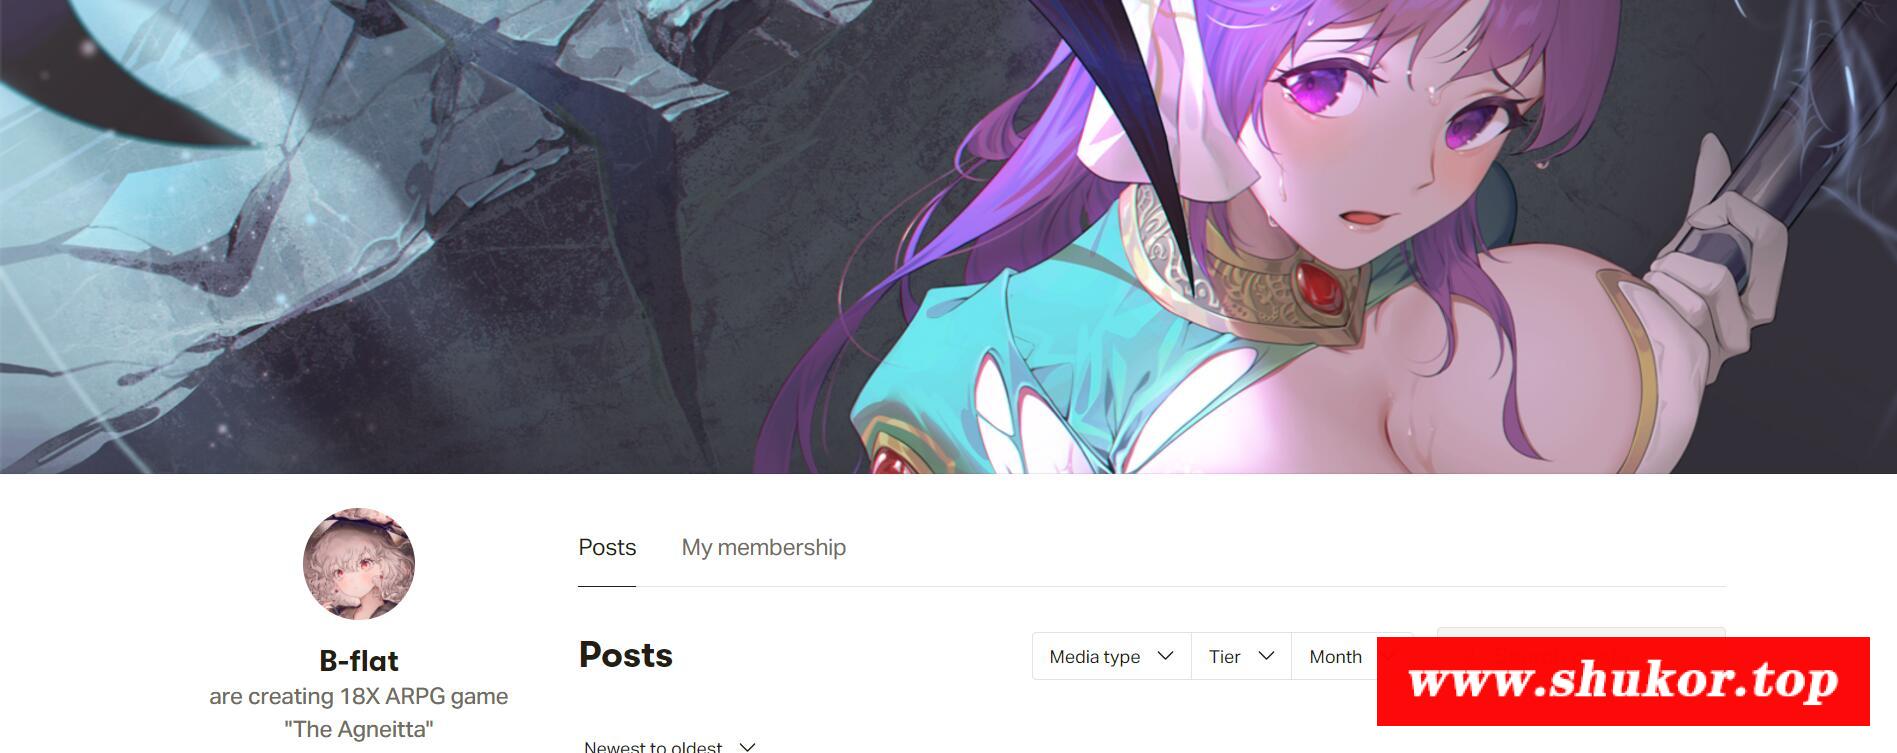 Posts
My membership
B-flat
are creating 18X ARPG game
"The Agneitta"
Posts
Media type
Tier
Month
www.shukor.top
Newest to oldest